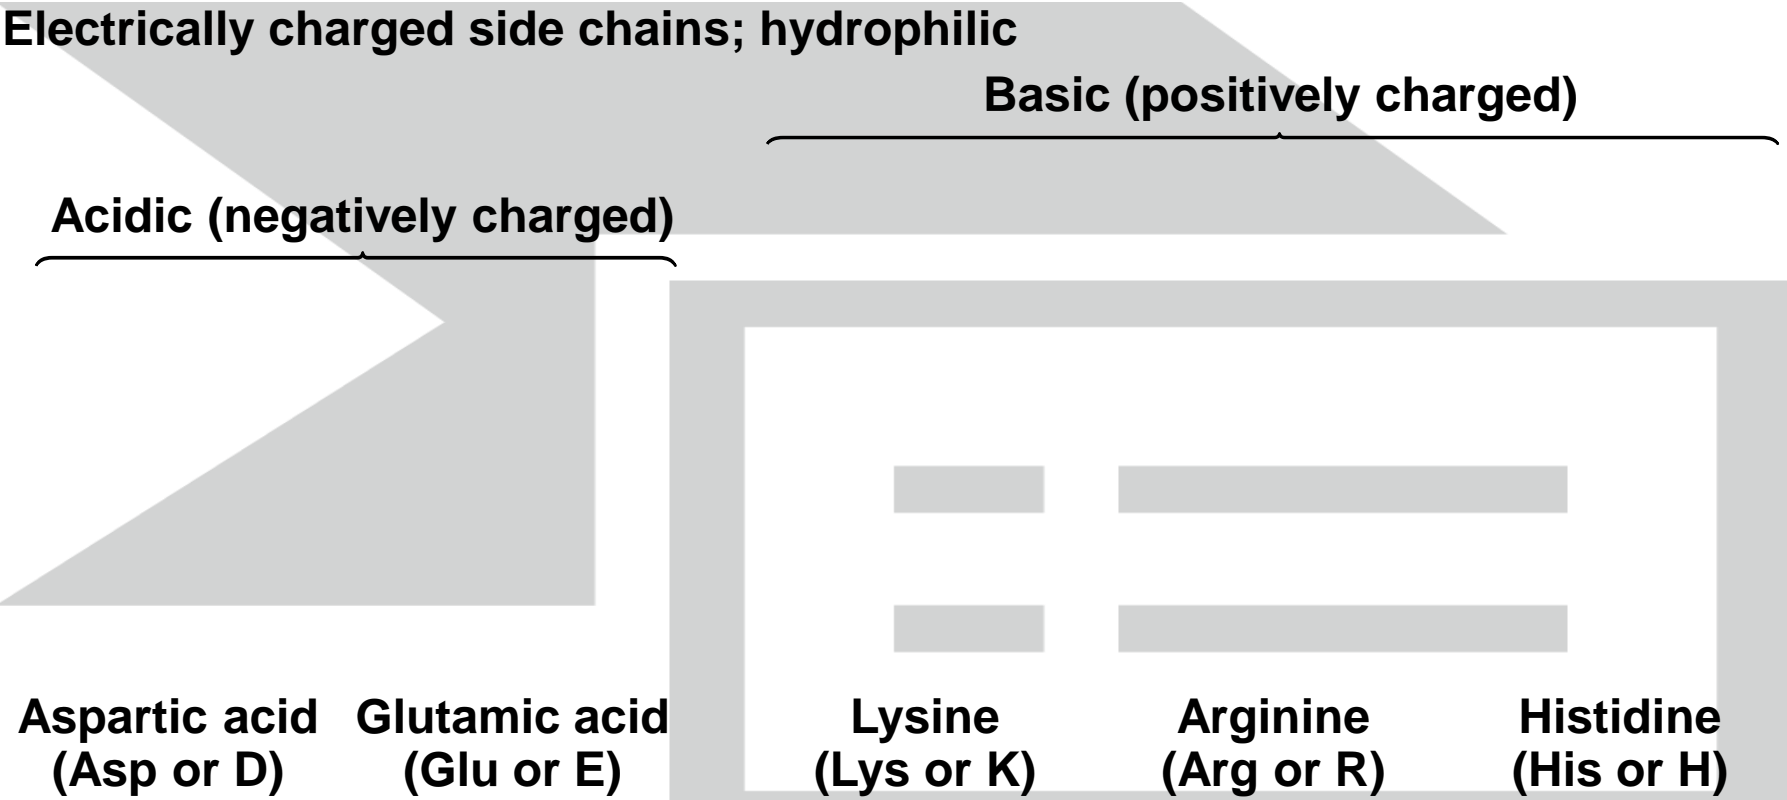 Electrically charged side chains; hydrophilic
Basic (positively charged)
Acidic (negatively charged)
Aspartic acid
(Asp or D)
Glutamic acid
(Glu or E)
Lysine
(Lys or K)
Arginine
(Arg or R)
Histidine
(His or H)